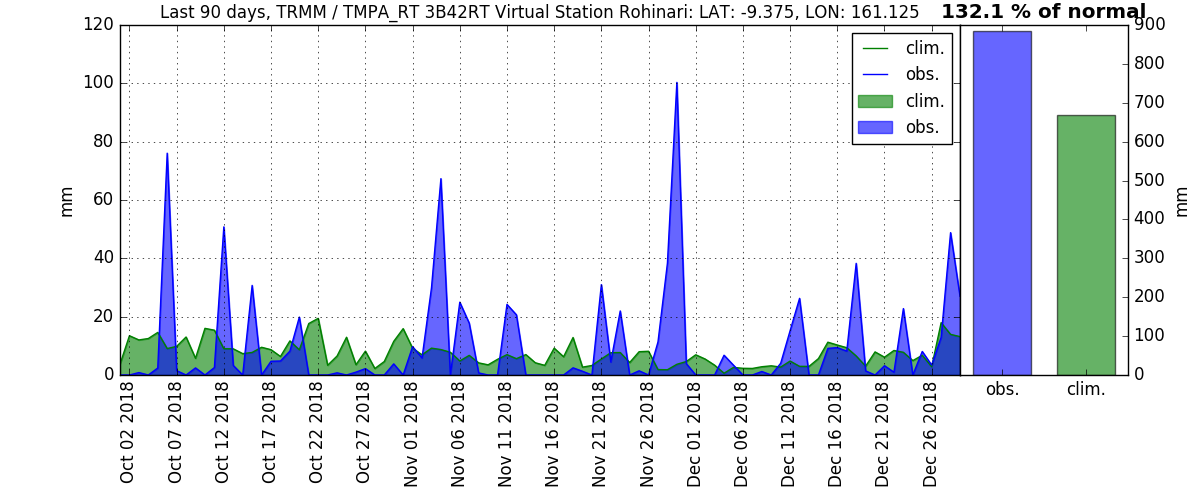 Last 90 days, TRMM / TMPA_RT 3B42RT Virtual Station Rohinari: LAT: -9.375, LON: 161.125
132.1 % of normal
120
100
80
60
40
20
0
mm
clim.
obs.
clim.
obs.
900
800
700
600
500
400
300
200
100
0
mm
Oct 02 2018
Oct 07 2018
Oct 12 2018
Oct 17 2018
Oct 22 2018
Oct 27 2018
Nov 01 2018
Nov 06 2018
Nov 11 2018
Nov 16 2018
Nov 21 2018
Nov 26 2018
Dec 01 2018
Dec 06 2018
Dec 11 2018
Dec 16 2018
Dec 21 2018
Dec 26 2018
obs.
clim.